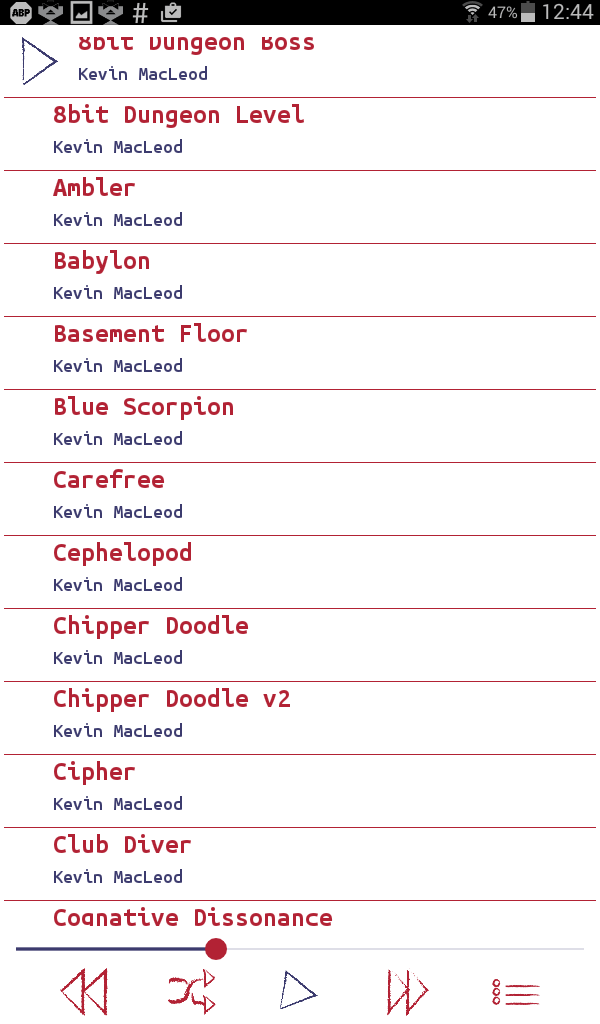 ABP # 47% 12:44
8bit Dungeon Boss
Kevin MacLeod
8bit Dungeon Level
Kevin MacLeod
Ambler
Kevin MacLeod
Babylon
Kevin MacLeod
Basement Floor
Kevin MacLeod
Blue Scorpion
Kevin MacLeod
Carefree
Kevin MacLeod
Cephelopod
Kevin MacLeod
Chipper Doodle
Kevin MacLeod
Chipper Doodle v2
Kevin MacLeod
Cipher
Kevin MacLeod
Club Diver
Kevin MacLeod
Cognative Dissonance